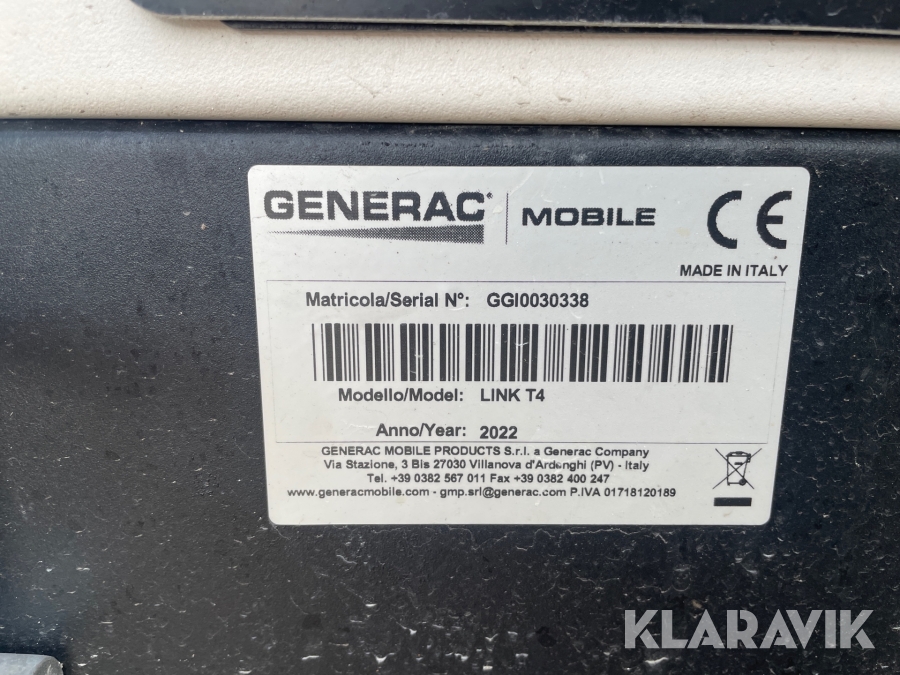 GENERAC® MOBILE CE
MADE IN ITALY
Matricola/Serial N°: GGI0030338
Modello/Model: LINK T4
Anno/Year: 2022
GENERAC MOBILE PRODUCTS S.r.l. a Generac Company
Via Stazione, 3 Bis 27030 Villanova d'Ardenghi (PV) - Italy
Tel. +39 0382 567 011 Fax +39 0382 400 247
www.generacmobile.com - gmp.srl@generac.com P.IVA 01718120189
KLARAVIK